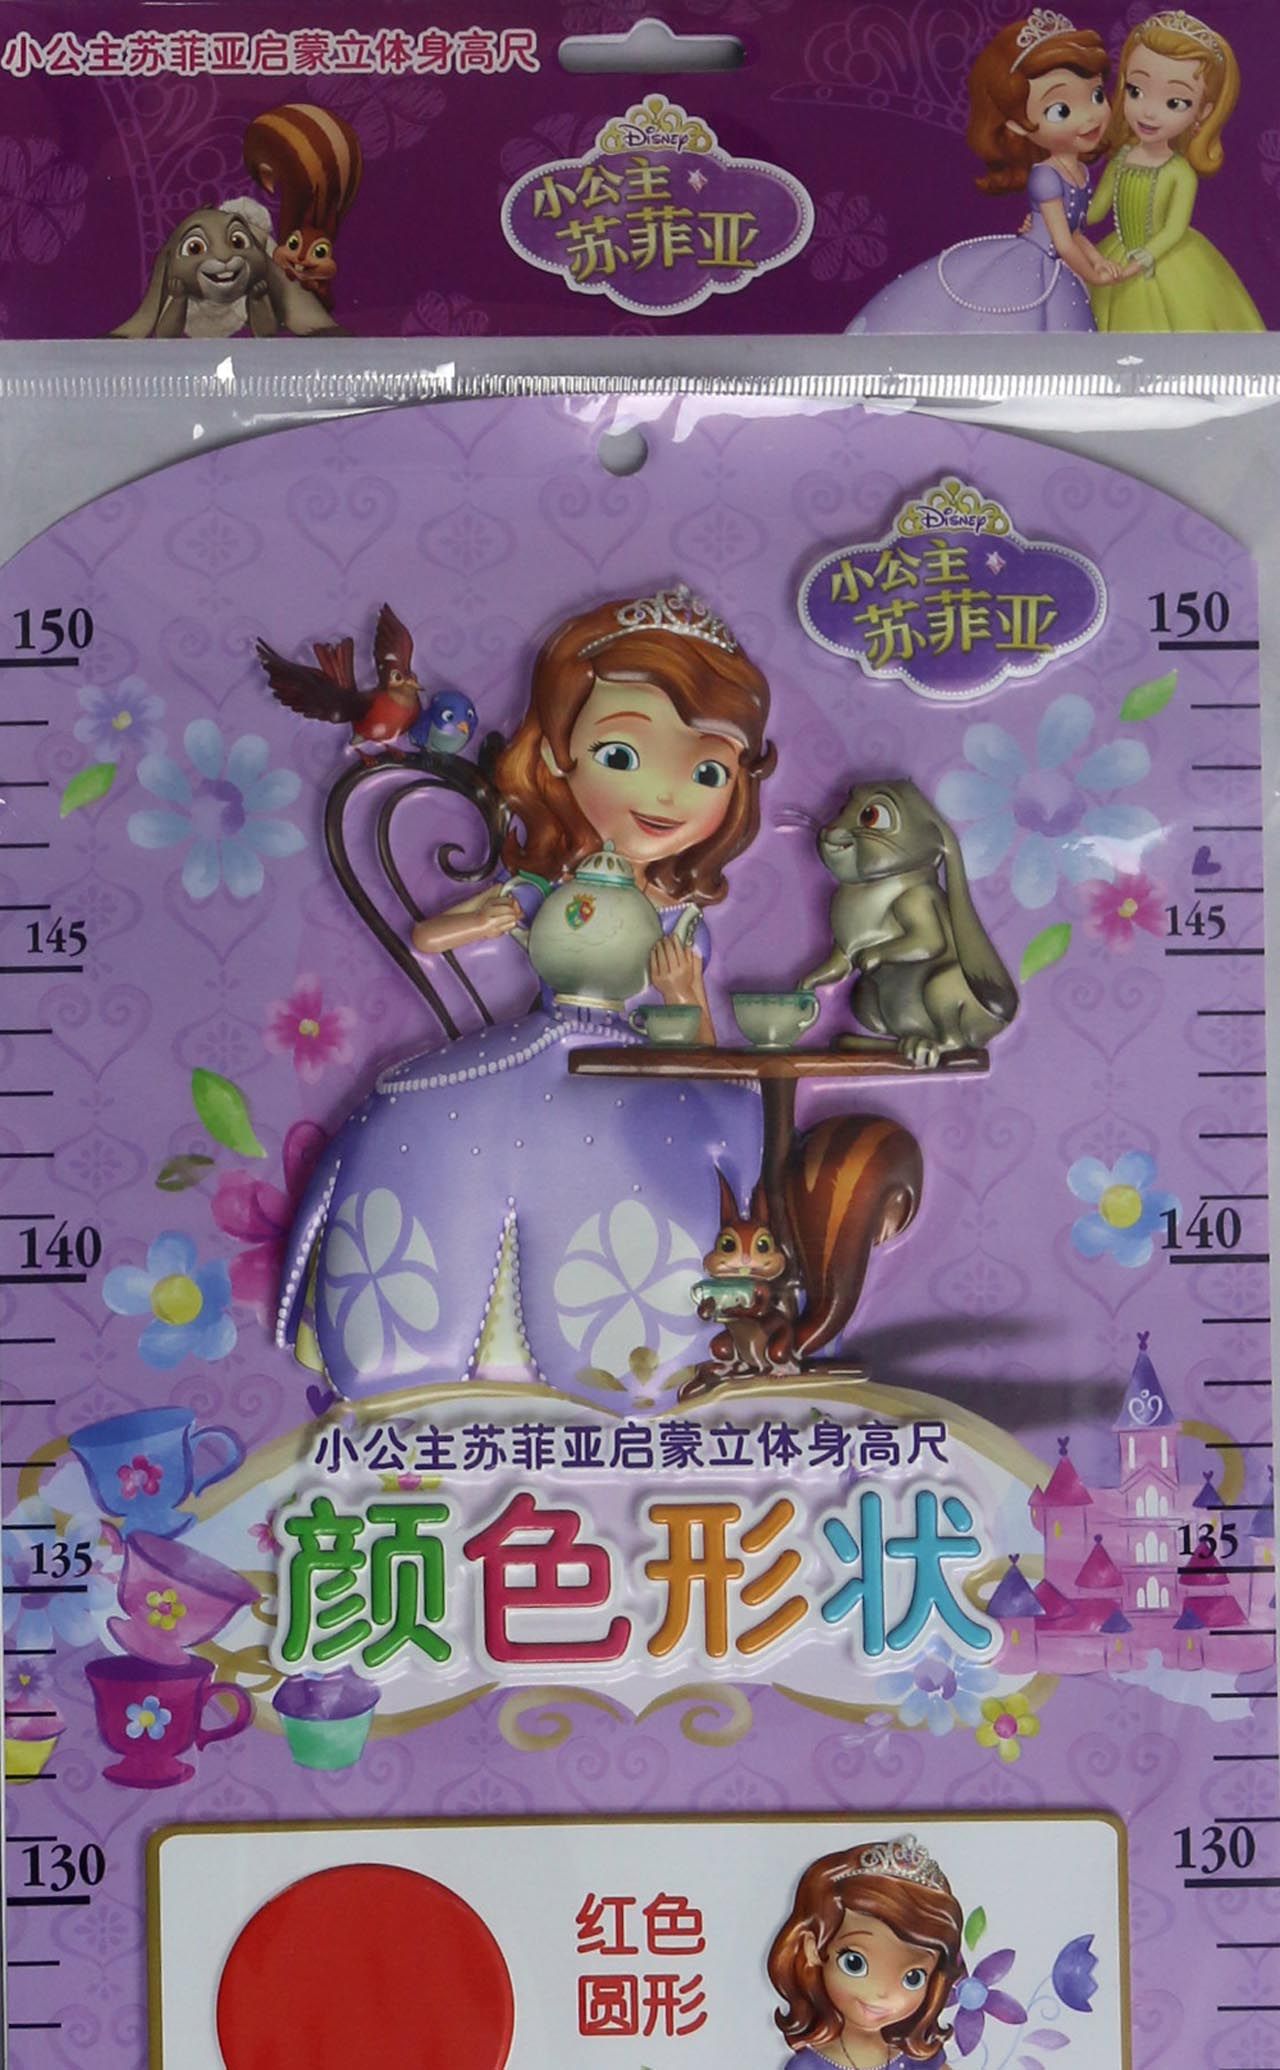 小公主苏菲亚启蒙立体身高尺
Disney
小公主
苏菲亚
Disney
小公主
苏菲亚
150
150
145
145
140
140
小公主苏菲亚启蒙立体身高尺
颜色形状
135
135
130
130
红色
圆形